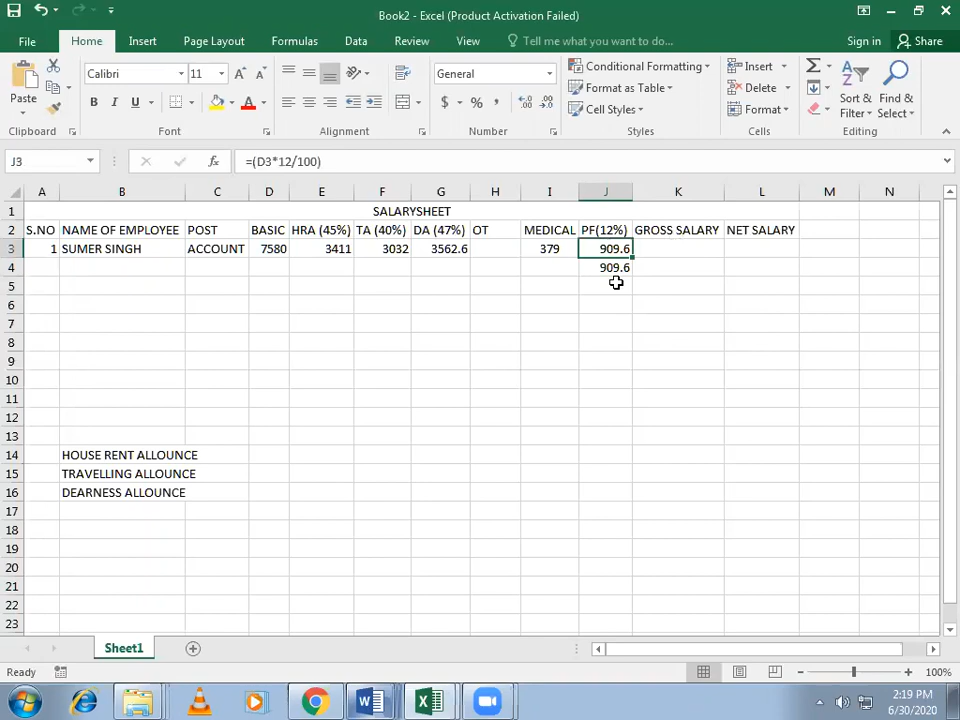 Book2 - Excel (Product Activation Failed)
File Home Insert Page Layout Formulas Data Review View Tell me what you want to do... Sign in Share
Calibri 11 General Conditional Formatting Insert
Format as Table Delete
Paste B I U A $ % Cell Styles Format Sort & Filter Find & Select
Clipboard Font Alignment Number Styles Cells Editing
J3 fx =(D3*12/100)
A B C D E F G H I J K L M N
1 SALARYSHEET
2 S.NO NAME OF EMPLOYEE POST BASIC HRA (45%) TA (40%) DA (47%) OT MEDICAL PF(12%) GROSS SALARY NET SALARY
3 1 SUMER SINGH ACCOUNT 7580 3411 3032 3562.6 379 909.6
4 909.6
5
6
7
8
9
10
11
12
13
14 HOUSE RENT ALLOUNCE
15 TRAVELLING ALLOUNCE
16 DEARNESS ALLOUNCE
17
18
19
20
21
22
23
Sheet1
Ready 100%
2:19 PM
6/30/2020